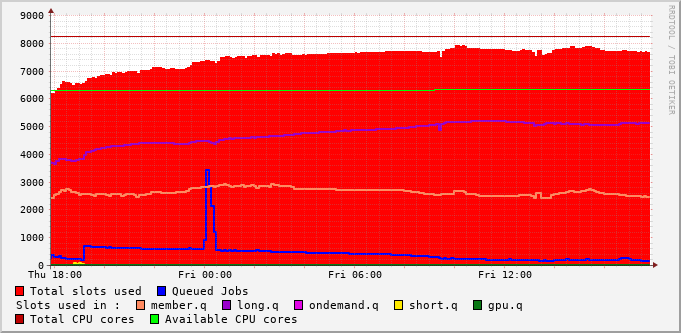 9000
8000
7000
6000
5000
4000
3000
2000
1000
0
Thu 18:00 Fri 00:00 Fri 06:00 Fri 12:00
Total slots used Queued Jobs
Slots used in : member.q long.q ondemand.q short.q gpu.q
Total CPU cores Available CPU cores
RRDTOOL / TOBI OETIKER